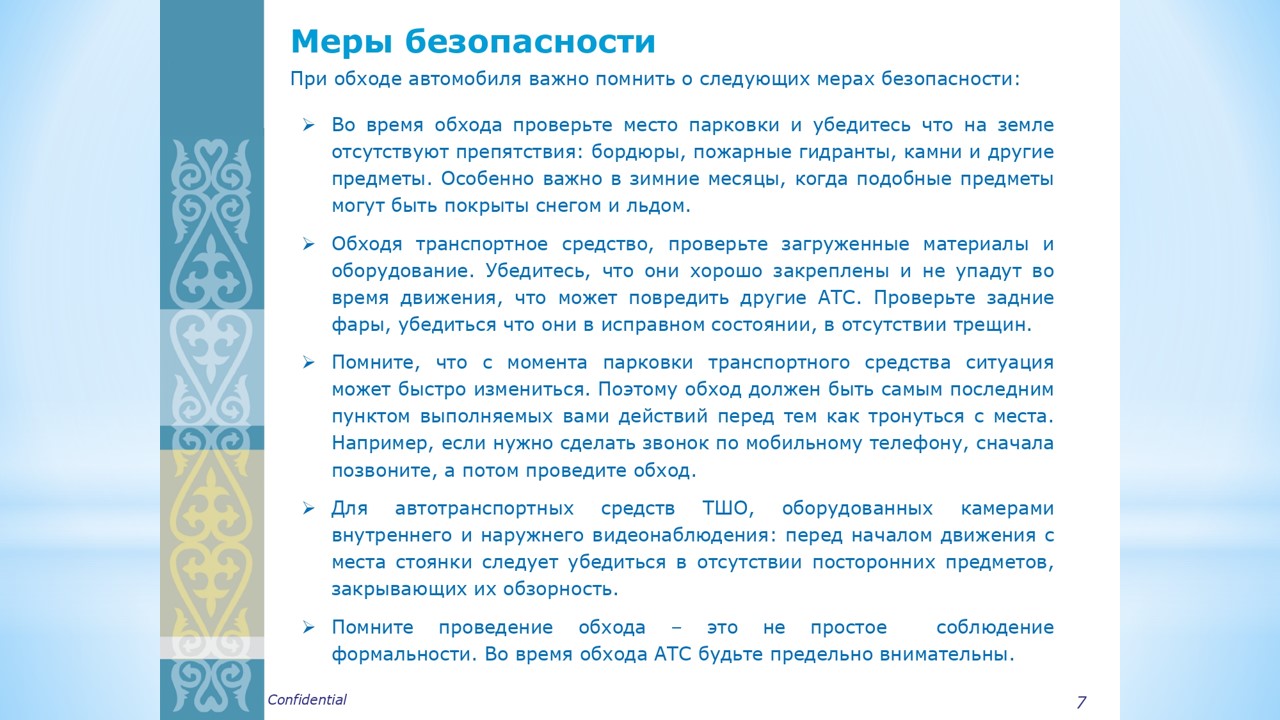 Меры безопасности
При обходе автомобиля важно помнить о следующих мерах безопасности:
➢ Во время обхода проверьте место парковки и убедитесь что на земле
отсутствуют препятствия: бордюры, пожарные гидранты, камни и другие
предметы. Особенно важно в зимние месяцы, когда подобные предметы
могут быть покрыты снегом и льдом.
➢ Обходя транспортное средство, проверьте загруженные материалы и
оборудование. Убедитесь, что они хорошо закреплены и не упадут во
время движения, что может повредить другие АТС. Проверьте задние
фары, убедиться что они в исправном состоянии, в отсутствии трещин.
➢ Помните, что с момента парковки транспортного средства ситуация
может быстро измениться. Поэтому обход должен быть самым последним
пунктом выполняемых вами действий перед тем как тронуться с места.
Например, если нужно сделать звонок по мобильному телефону, сначала
позвоните, а потом проведите обход.
➢ Для автотранспортных средств ТШО, оборудованных камерами
внутреннего и наружнего видеонаблюдения: перед началом движения с
места стоянки следует убедиться в отсутствии посторонних предметов,
закрывающих их обзорность.
➢ Помните проведение обхода – это не простое соблюдение
формальности. Во время обхода АТС будьте предельно внимательны.
Confidential
7